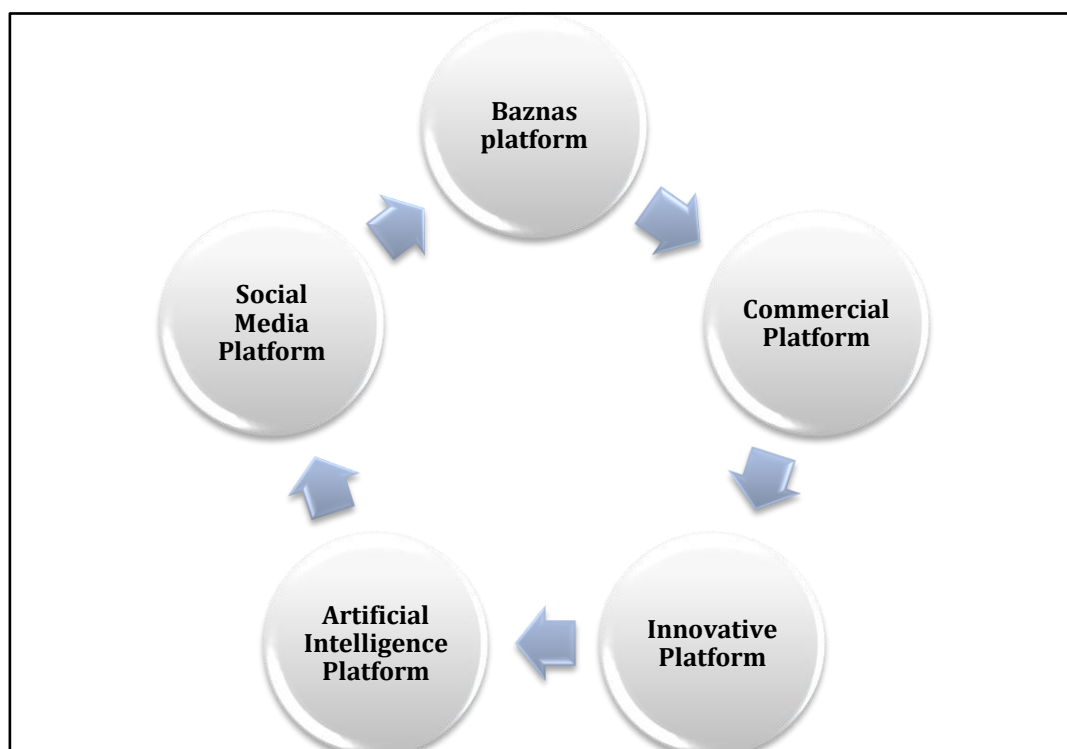 Baznas
platform
Commercial
Platform
Innovative
Platform
Artificial
Intelligence
Platform
Social
Media
Platform